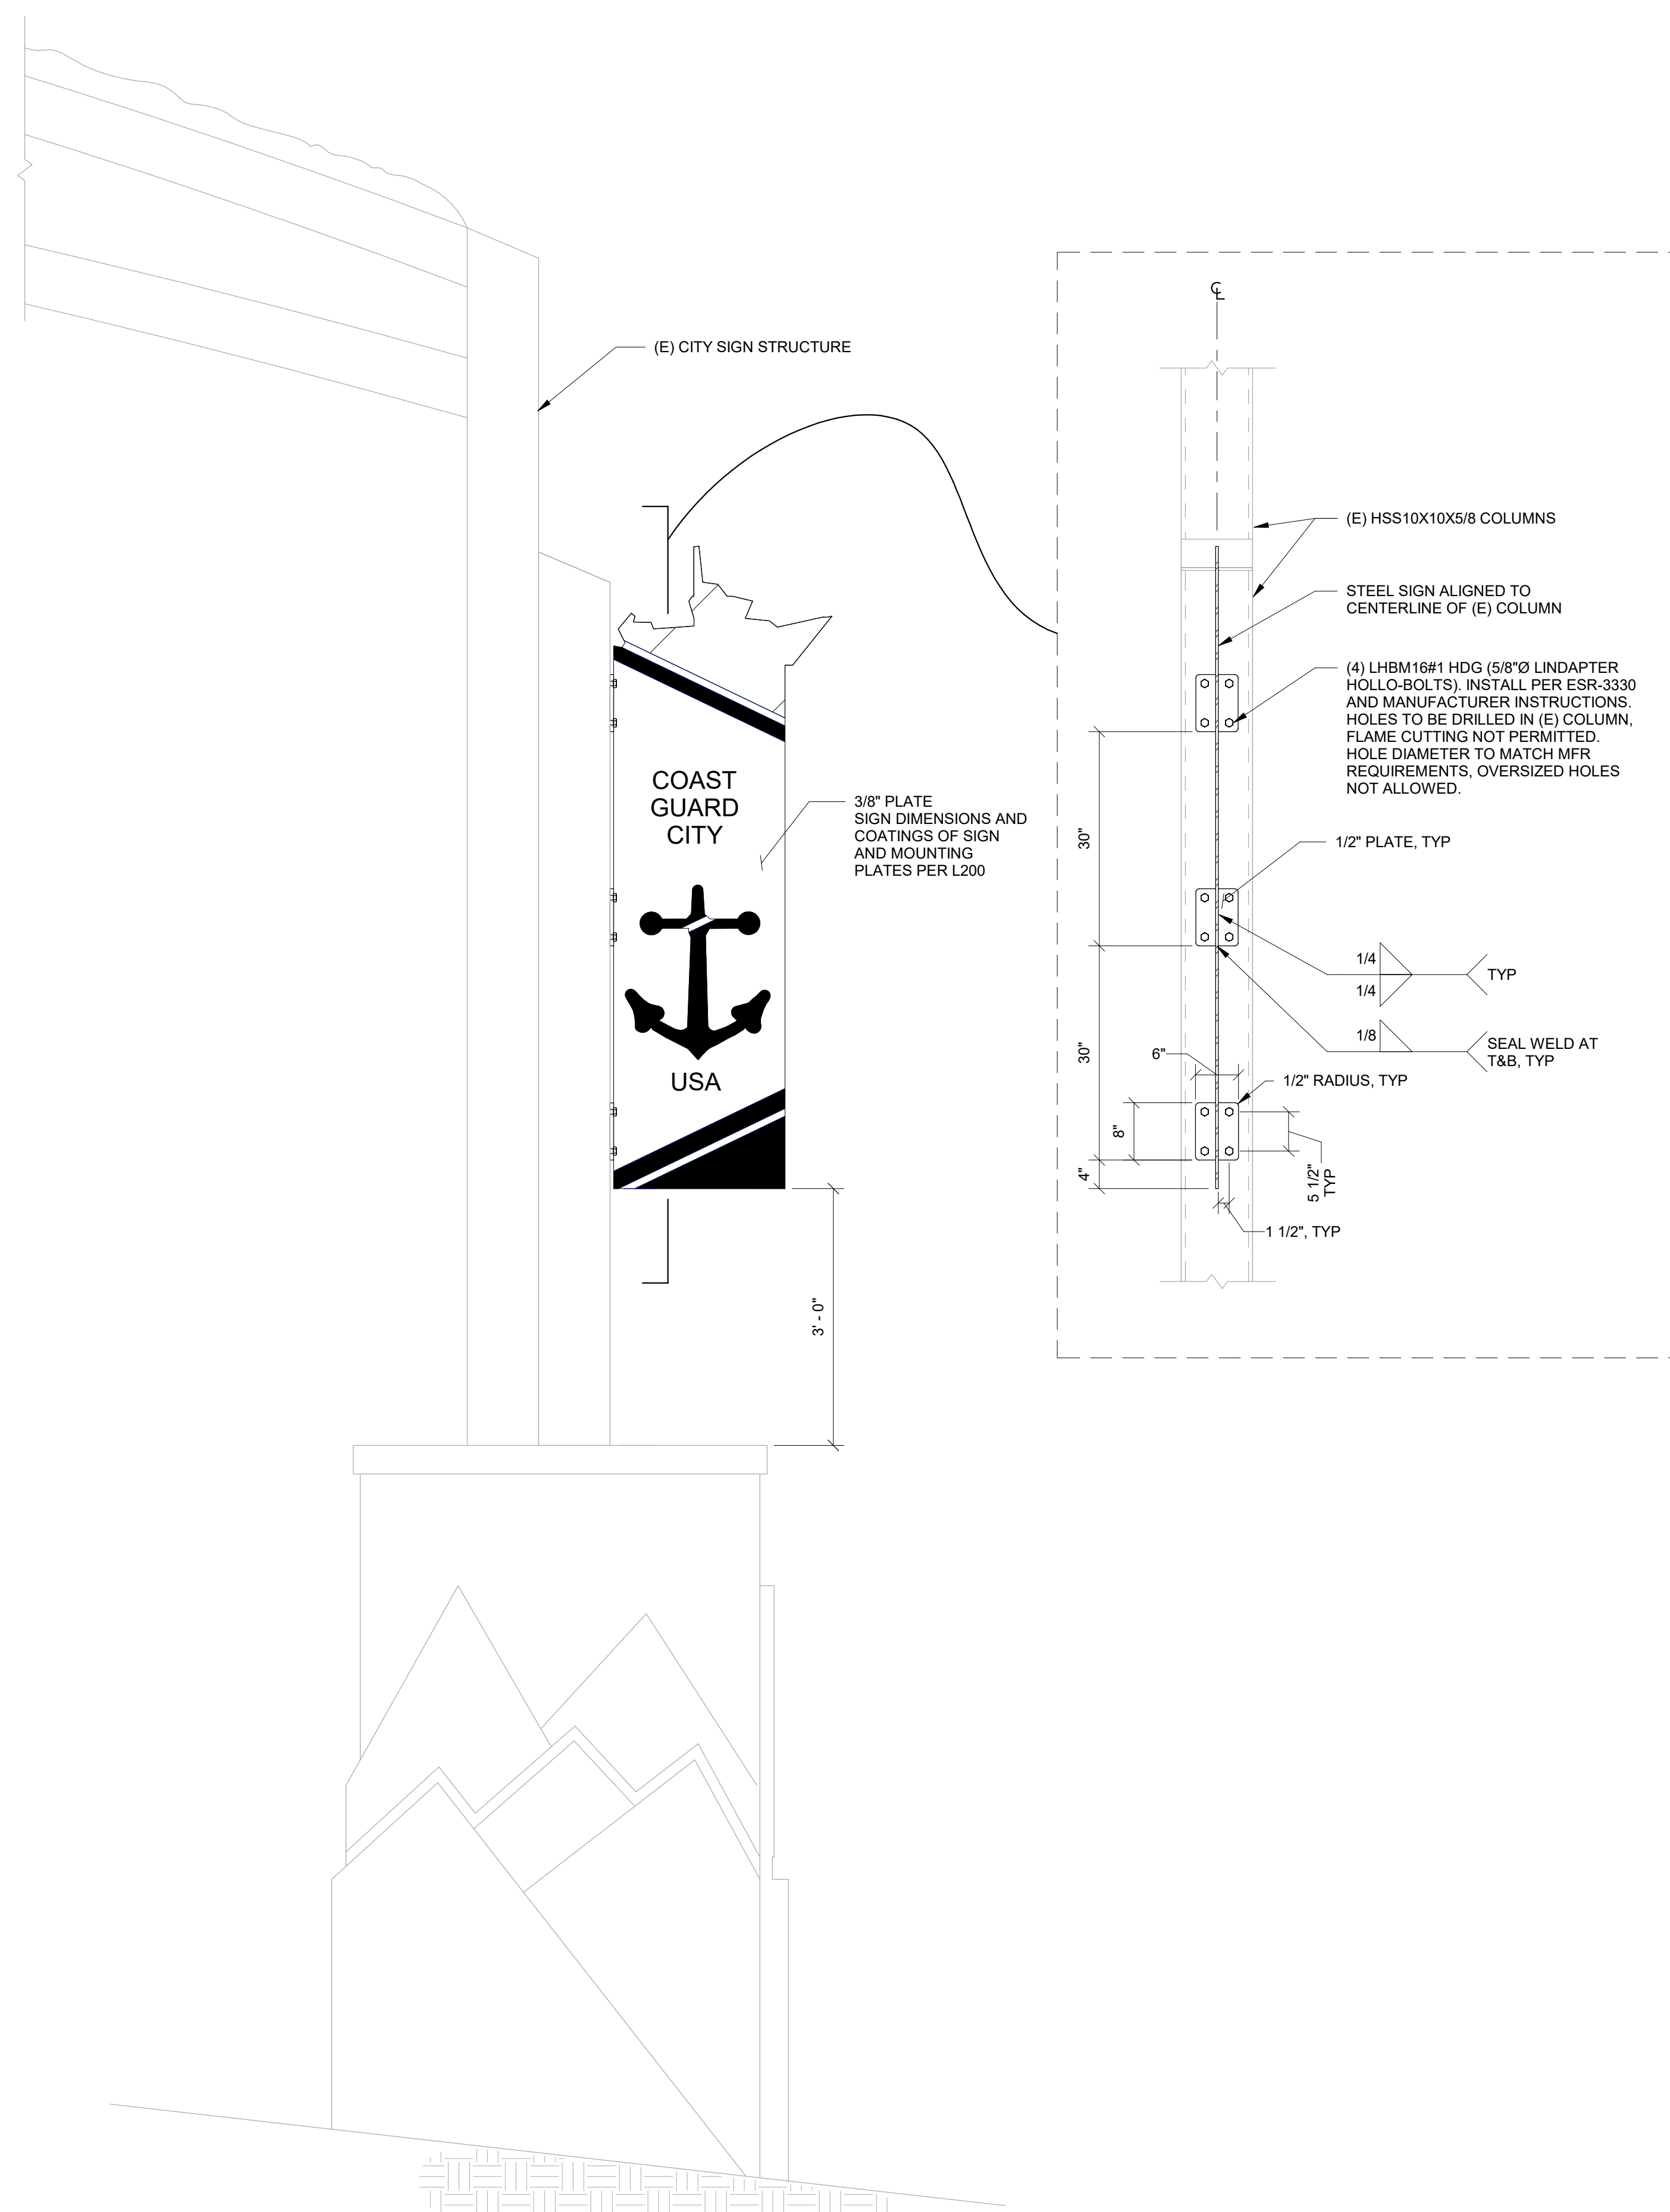 (E) CITY SIGN STRUCTURE
COAST
GUARD
CITY
USA
3/8" PLATE
SIGN DIMENSIONS AND
COATINGS OF SIGN
AND MOUNTING
PLATES PER L200
3' - 0"
℄
(E) HSS10X10X5/8 COLUMNS
STEEL SIGN ALIGNED TO
CENTERLINE OF (E) COLUMN
(4) LHBM16#1 HDG (5/8"Ø LINDAPTER
HOLLO-BOLTS). INSTALL PER ESR-3330
AND MANUFACTURER INSTRUCTIONS.
HOLES TO BE DRILLED IN (E) COLUMN,
FLAME CUTTING NOT PERMITTED.
HOLE DIAMETER TO MATCH MFR
REQUIREMENTS, OVERSIZED HOLES
NOT ALLOWED.
30"
1/2" PLATE, TYP
1/4
1/4
TYP
1/8
SEAL WELD AT
T&B, TYP
30"
6"
1/2" RADIUS, TYP
8"
4"
5 1/2"
TYP
1 1/2", TYP